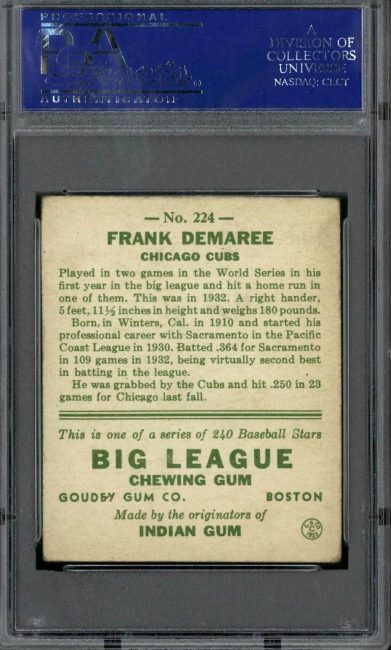 PROFESSIONAL
PSA
Sports
AUTHENTICATOR
A
DIVISION OF
COLLECTORS
UNIVERSE
NASDAQ: CLCT
— No. 224 —
FRANK DEMAREE
CHICAGO CUBS
Played in two games in the World Series in his
first year in the big league and hit a home run in
one of them. This was in 1932. A right hander,
5 feet, 11½ inches in height and weighs 180 pounds.
Born, in Winters, Cal. in 1910 and started his
professional career with Sacramento in the Pacific
Coast League in 1930. Batted .364 for Sacramento
in 109 games in 1932, being virtually second best
in batting in the league.
He was grabbed by the Cubs and hit .250 in 23
games for Chicago last fall.
This is one of a series of 240 Baseball Stars
BIG LEAGUE
CHEWING GUM
GOUDEY GUM CO. BOSTON
Made by the originators of
INDIAN GUM